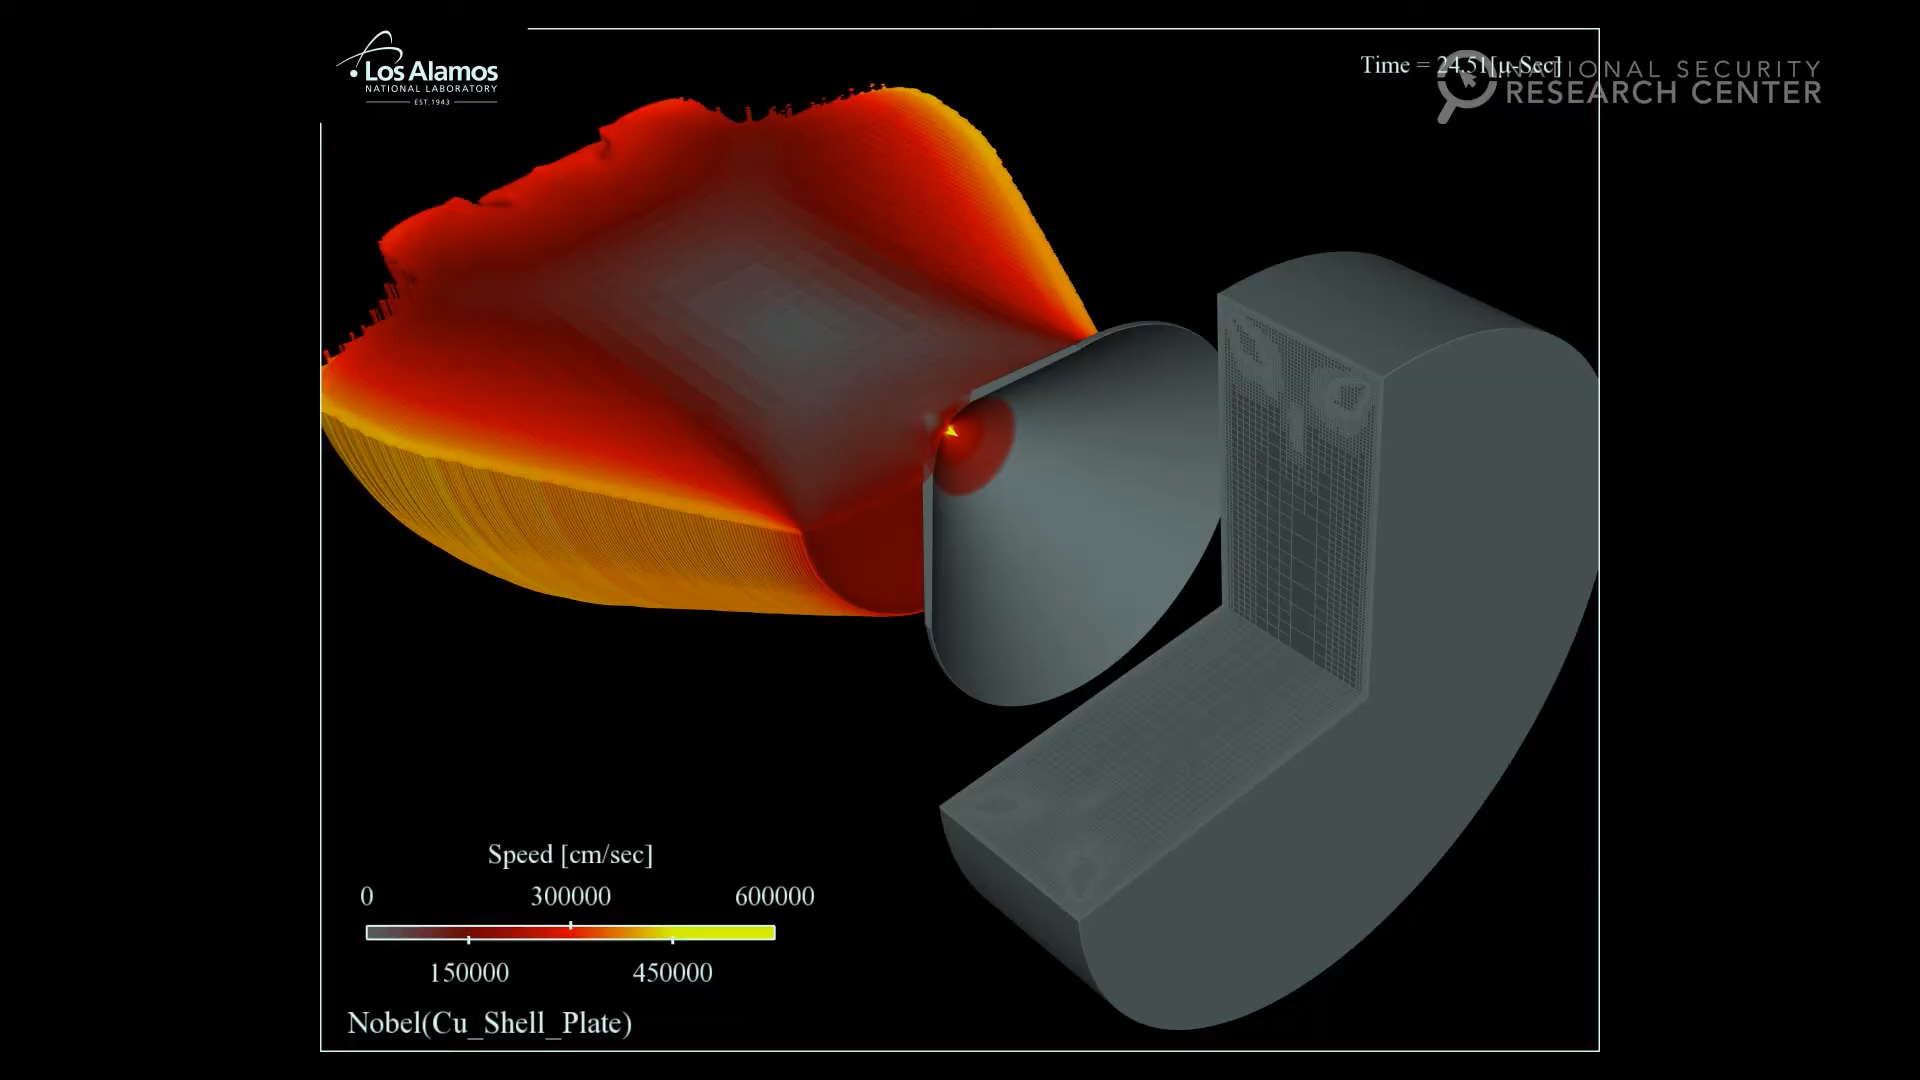 Los Alamos
NATIONAL LABORATORY
EST.1943
Time = 24.51[μ-Sec]
NATIONAL SECURITY
RESEARCH CENTER
Speed [cm/sec]
0 300000 600000
150000 450000
Nobel(Cu_Shell_Plate)